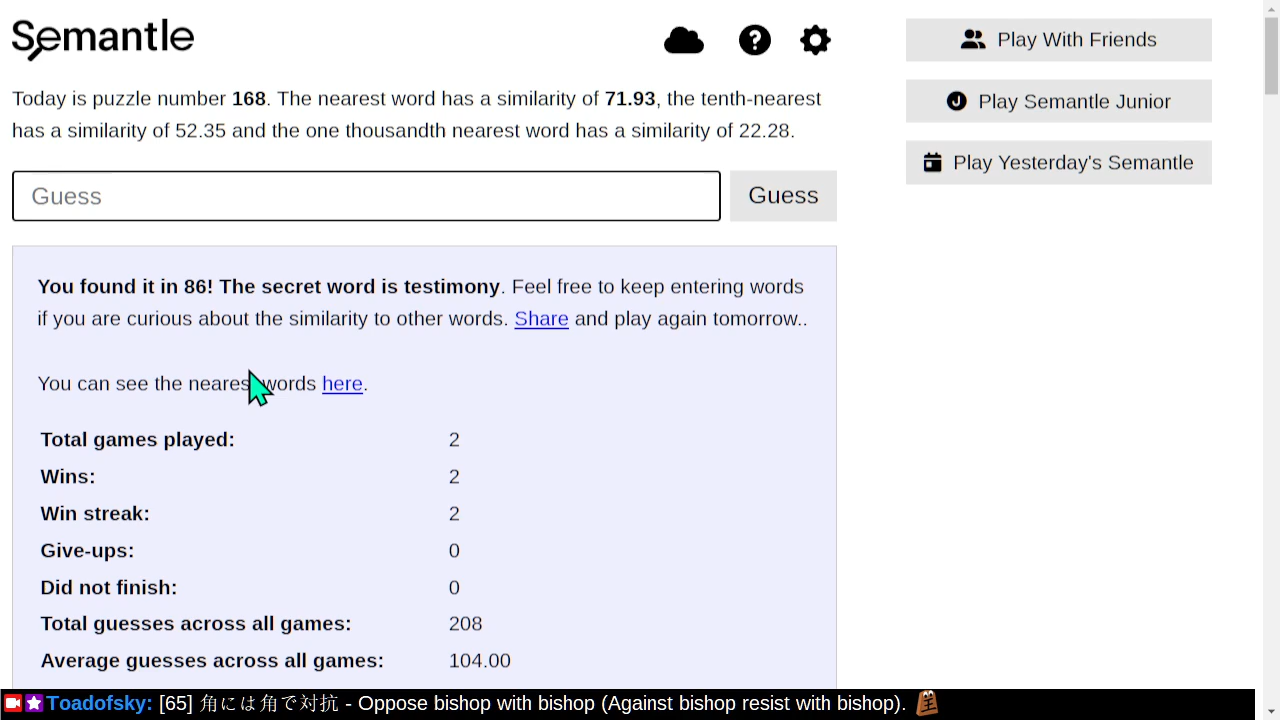 Semantle
Play With Friends
Today is puzzle number 168. The nearest word has a similarity of 71.93, the tenth-nearest
has a similarity of 52.35 and the one thousandth nearest word has a similarity of 22.28.
Play Semantle Junior
Play Yesterday's Semantle
Guess
Guess
You found it in 86! The secret word is testimony. Feel free to keep entering words
if you are curious about the similarity to other words. Share and play again tomorrow..
You can see the nearest words here.
Total games played: 2
Wins: 2
Win streak: 2
Give-ups: 0
Did not finish: 0
Total guesses across all games: 208
Average guesses across all games: 104.00
Toadofsky: [65] 角には角で対抗 - Oppose bishop with bishop (Against bishop resist with bishop).